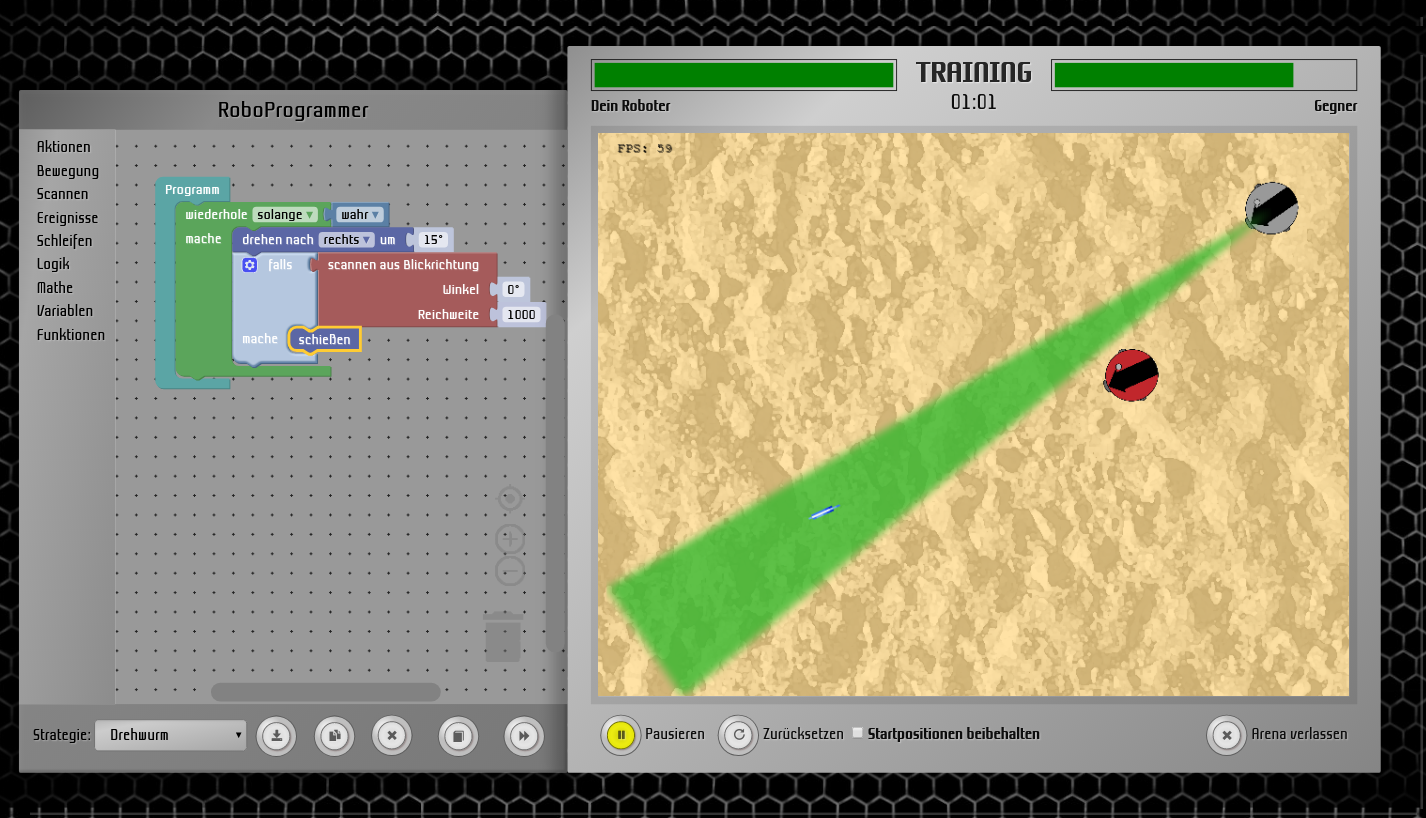 RoboProgrammer
Aktionen
Bewegung
Scannen
Ereignisse
Schleifen
Logik
Mathe
Variablen
Funktionen
Programm
wiederhole solange wahr
mache drehen nach rechts um 15°
falls scannen aus Blickrichtung
Winkel 0°
Reichweite 1000
mache schießen
Strategie: Drehwurm
TRAINING
01:01
Dein Roboter
Gegner
FPS: 59
Pausieren
Zurücksetzen
Startpositionen beibehalten
Arena verlassen